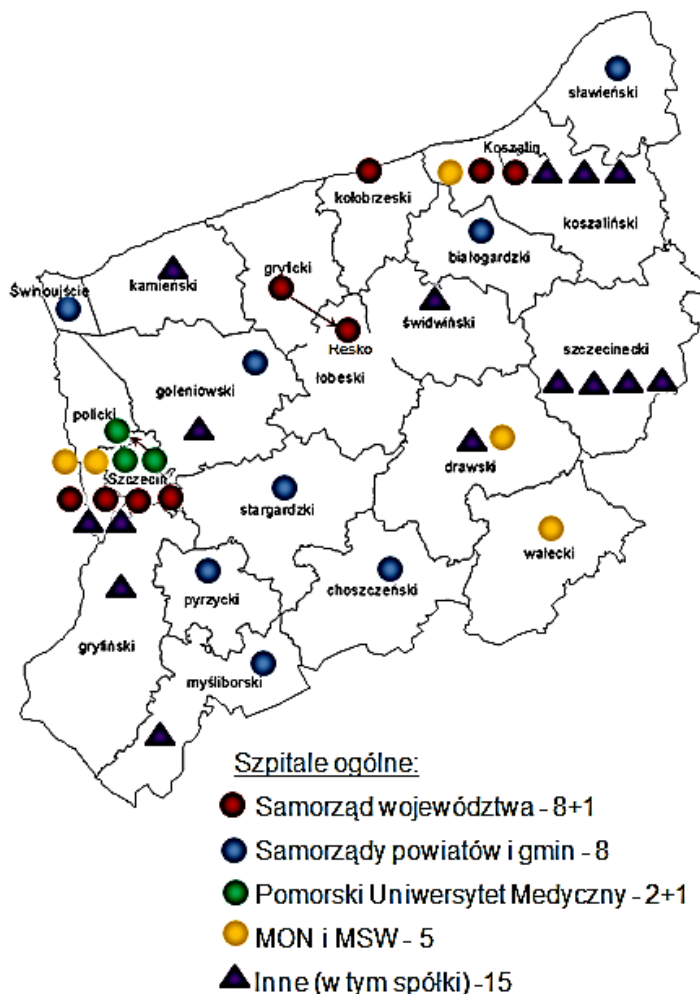 sławieński
Koszalin
kołobrzeski
koszaliński
białogardzki
kamieński
gryficki
Świnoujście
świdwiński
Resko
szczecinecki
łobeski
goleniowski
policki
drawski
Szczecin
stargardzki
wałecki
choszczeński
pyrzycki
gryfiński
myśliborski
Szpitale ogólne:
Samorząd województwa - 8+1
Samorządy powiatów i gmin - 8
Pomorski Uniwersytet Medyczny - 2+1
MON i MSW - 5
Inne (w tym spółki) -15